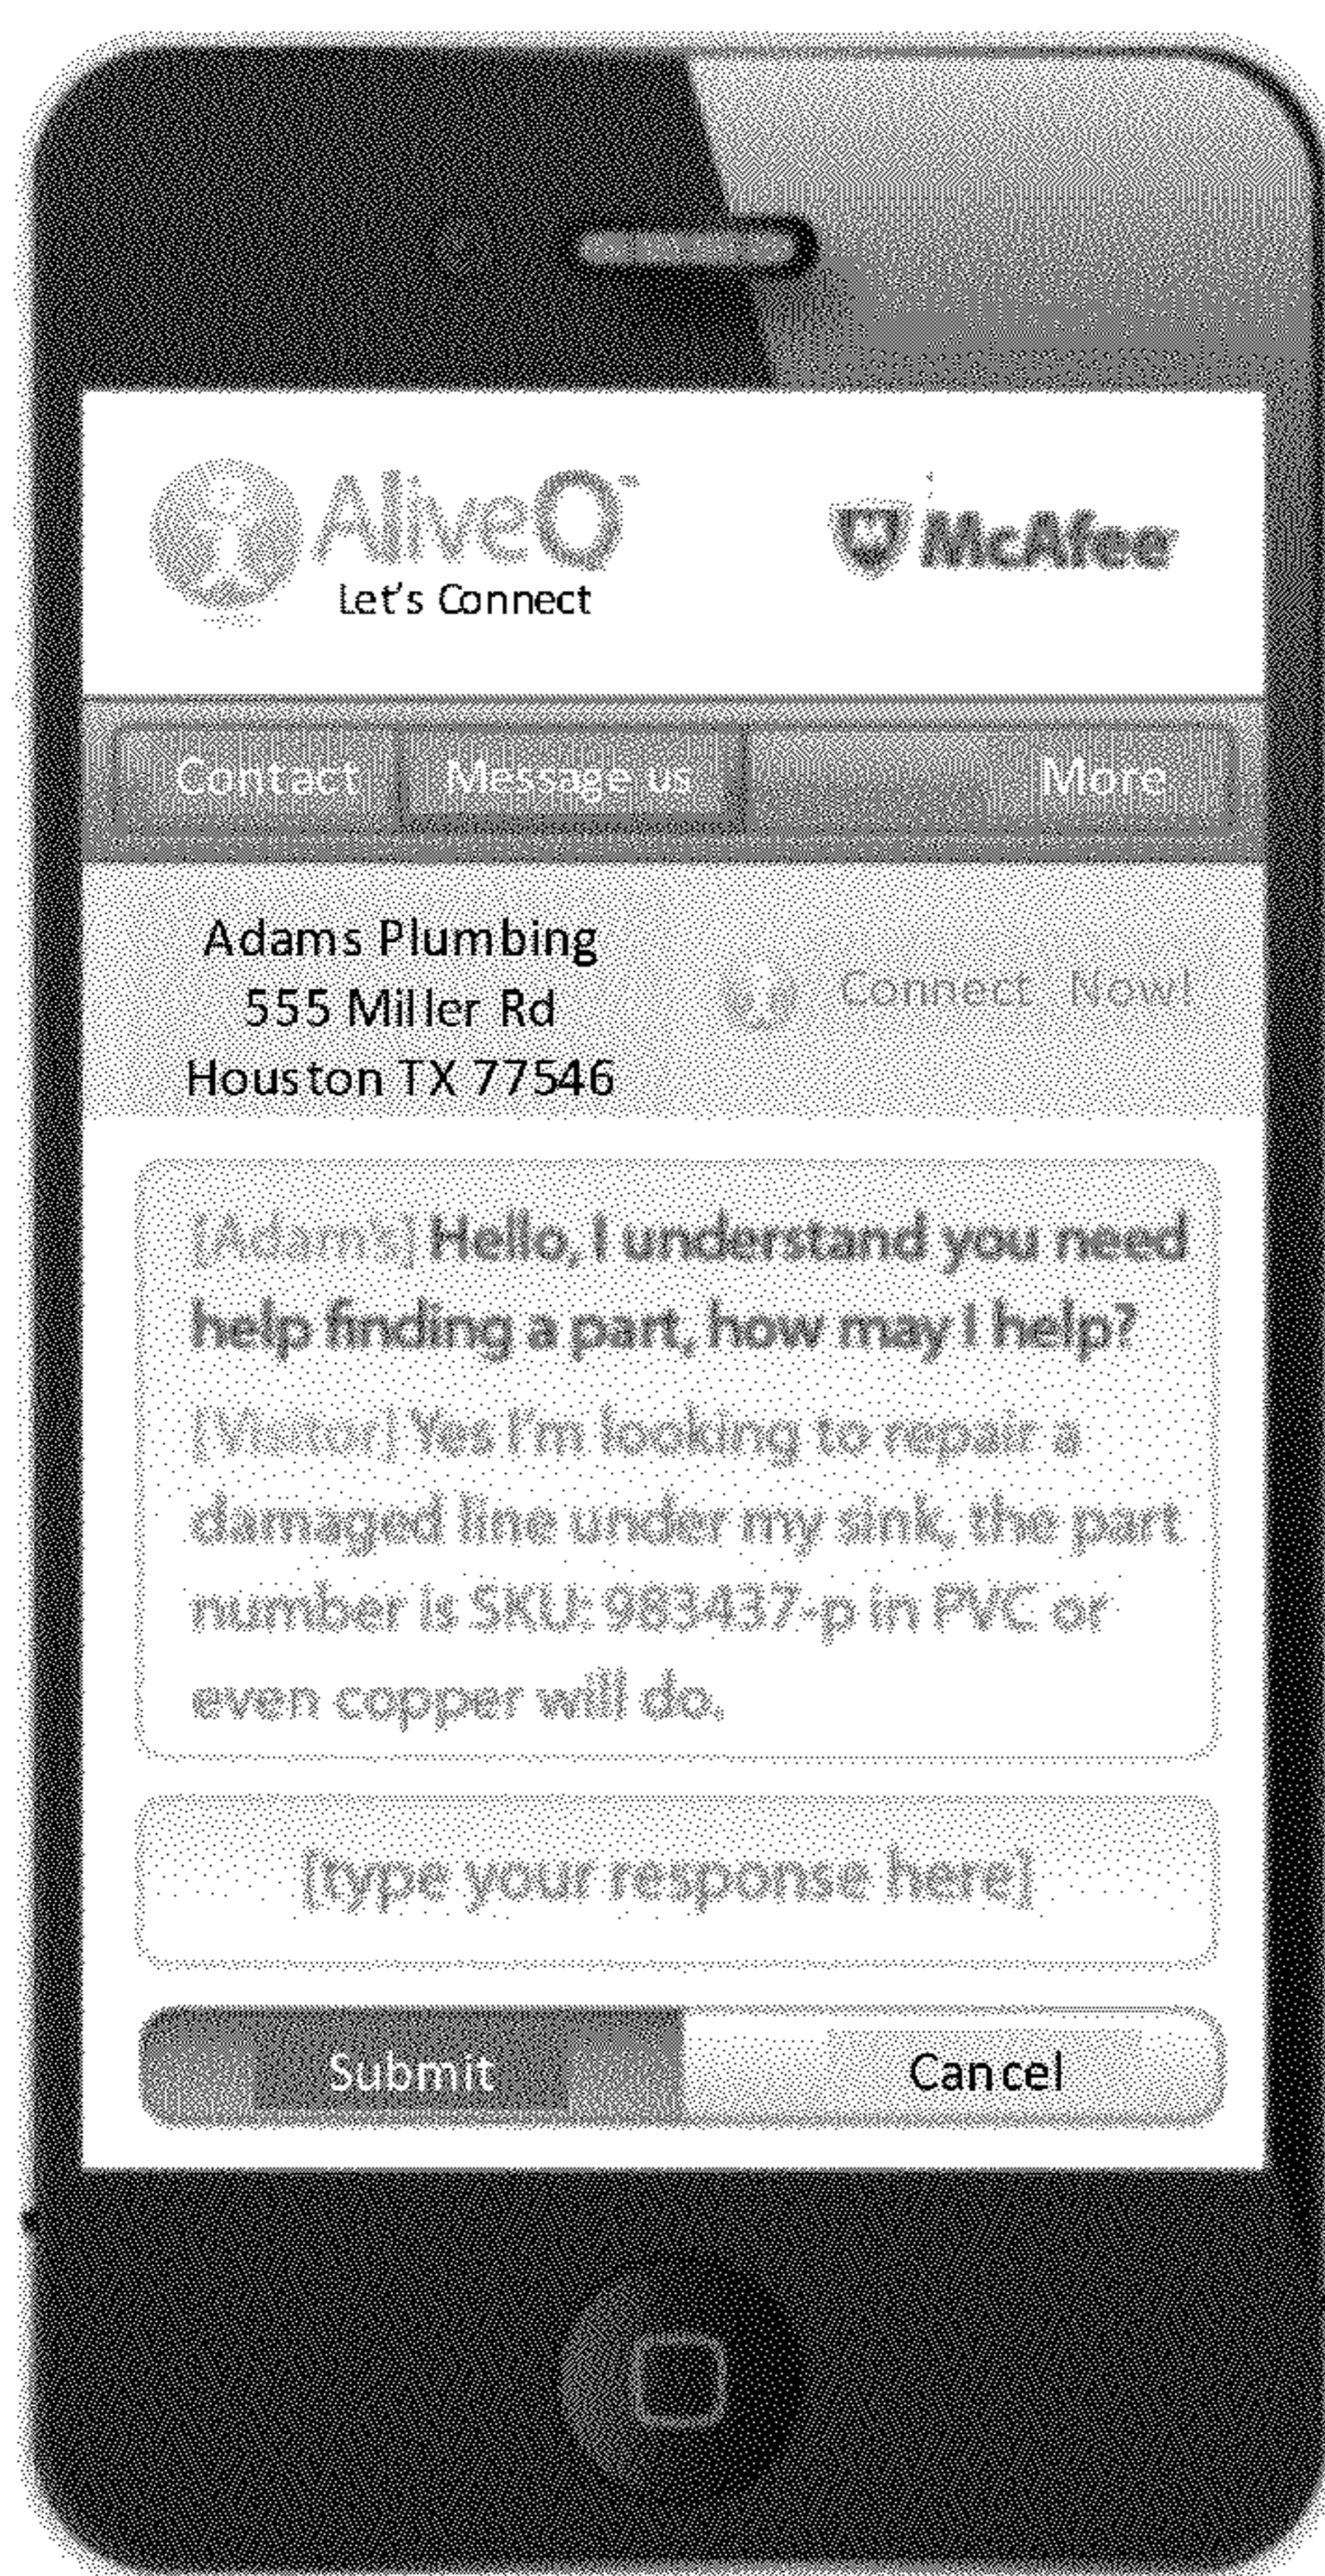 AliveO™
McAfee
Let's Connect
Contact Message us More
Adams Plumbing
555 Miller Rd
Houston TX 77546
Connect Now!
[Adam's] Hello, I understand you need
help finding a part, how may I help?
[Visitor] Yes I'm looking to repair a
damaged line under my sink, the part
number is SKU: 983437-p in PVC or
even copper will do.
[type your response here]
Submit Cancel